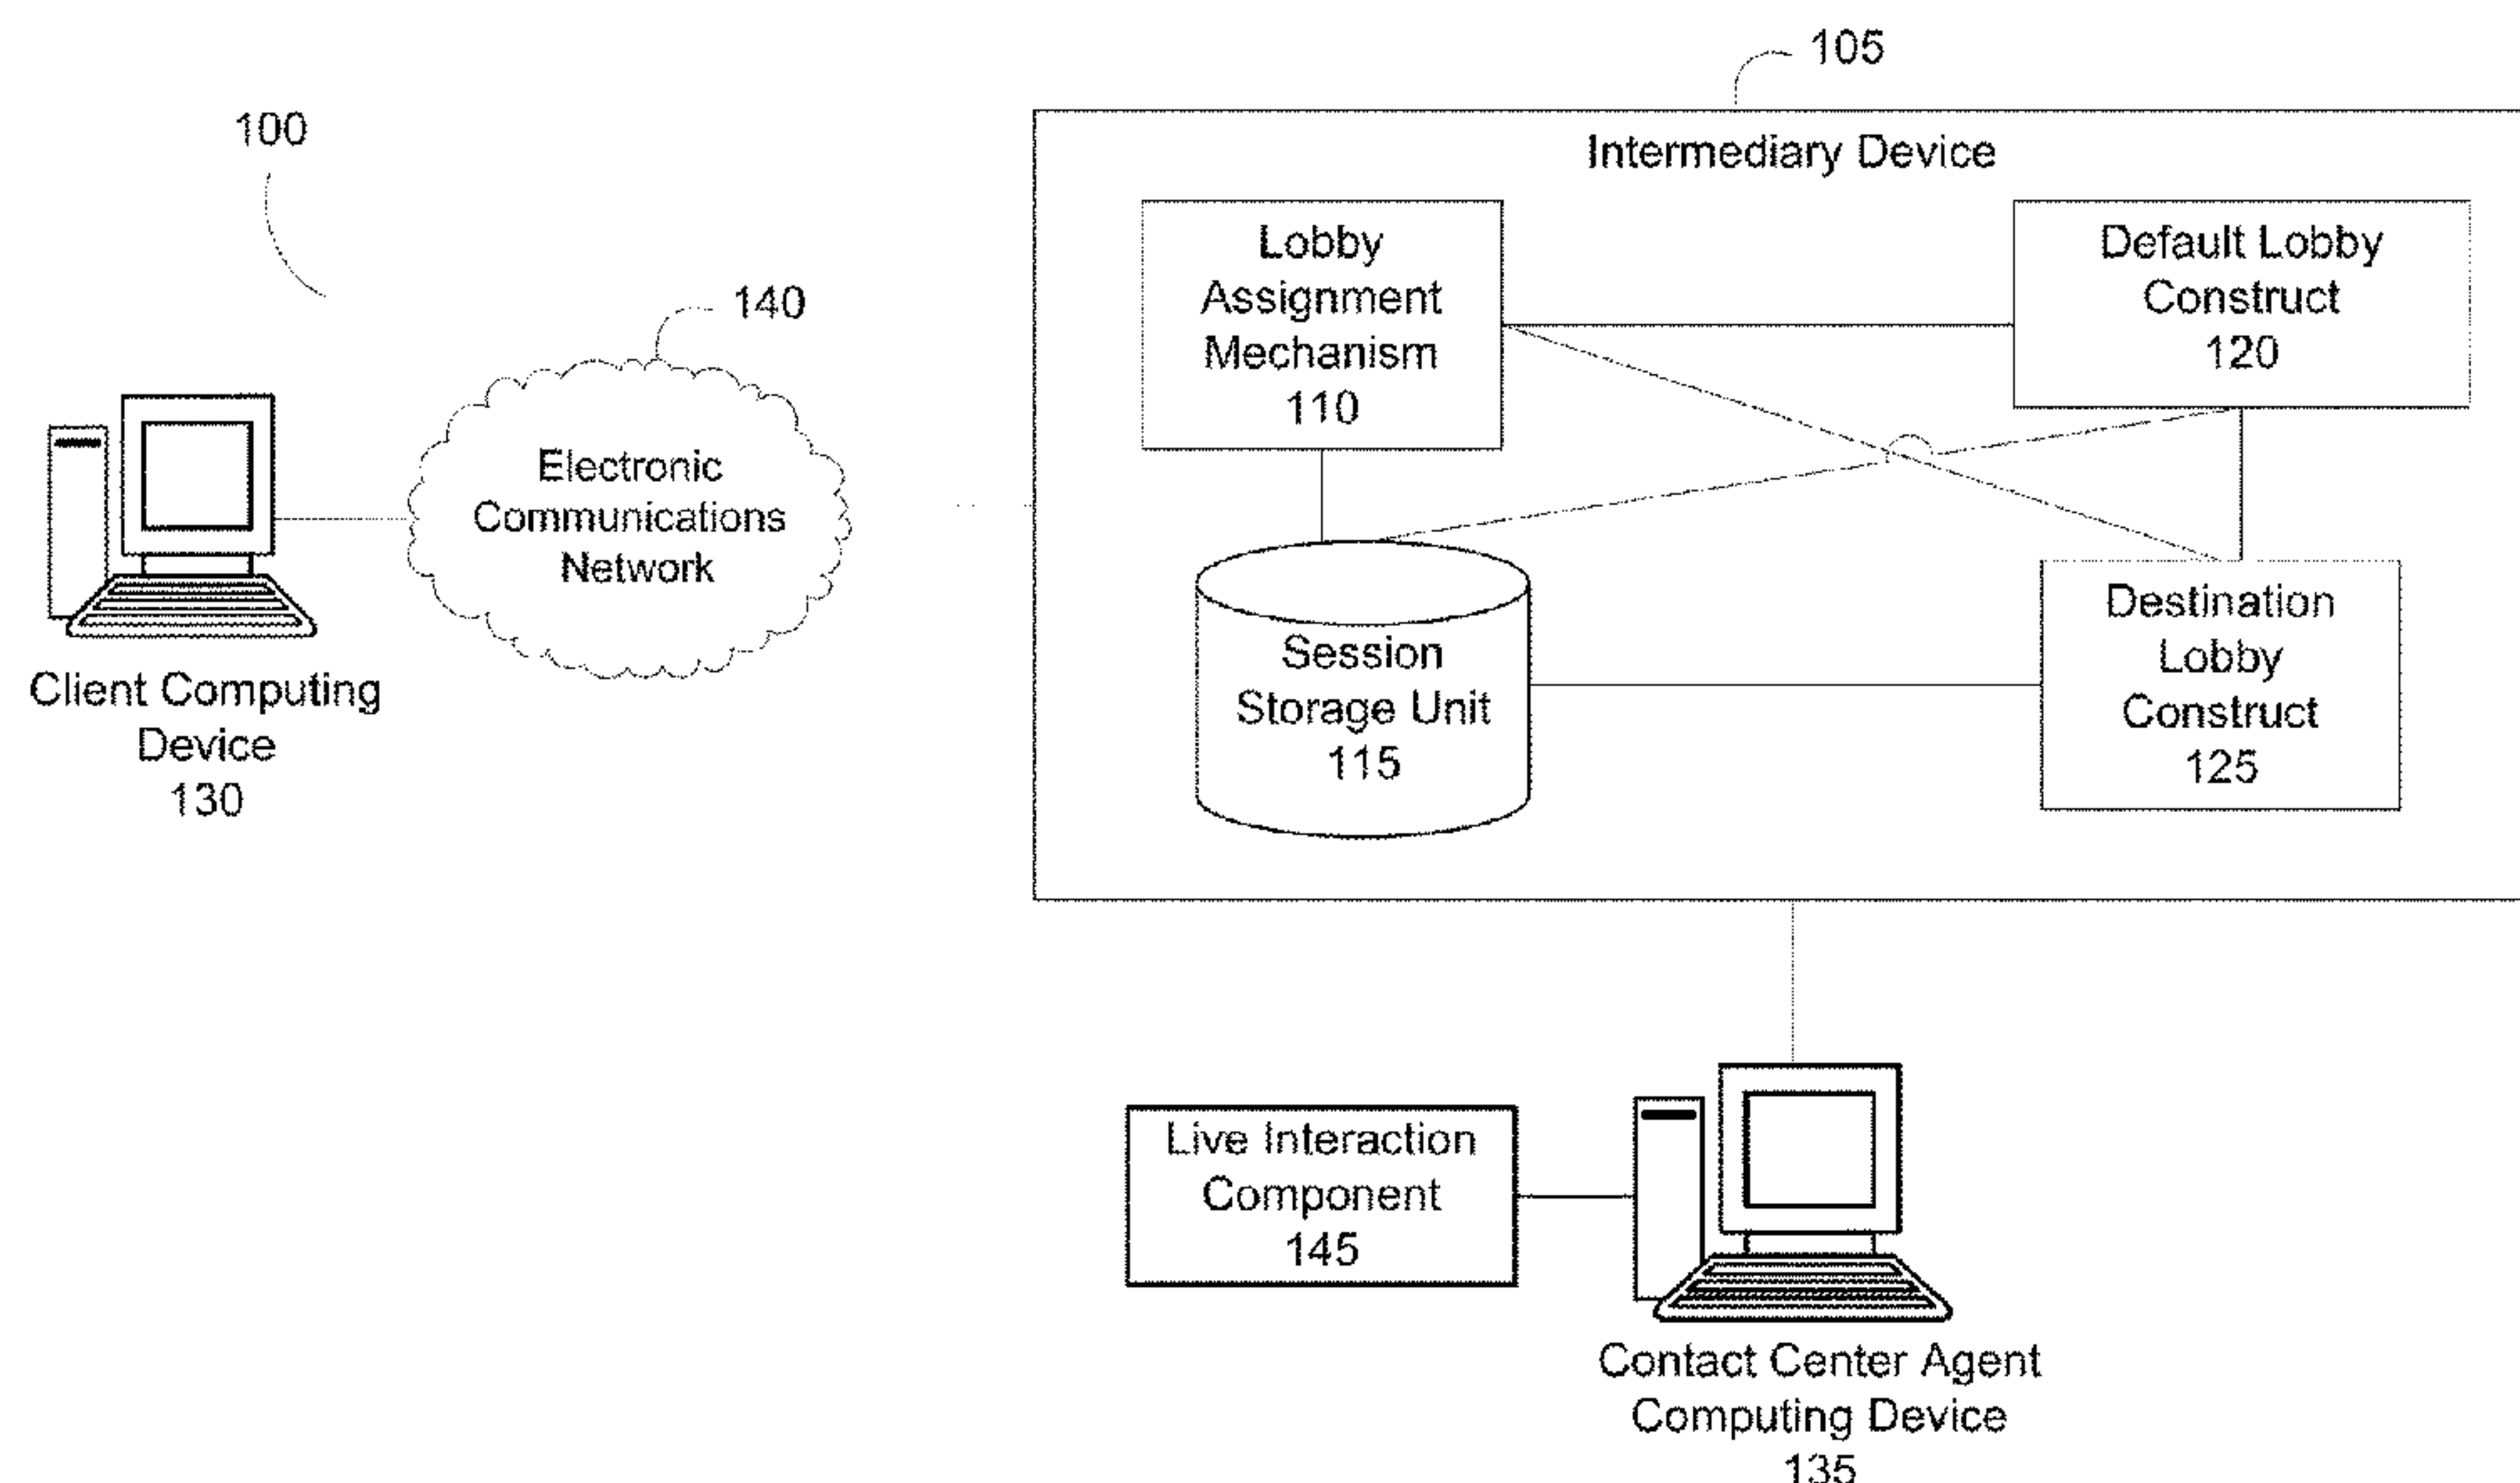 100
140
Electronic
Communications
Network
Client Computing
Device
130
105
Intermediary Device
Lobby
Assignment
Mechanism
110
Default Lobby
Construct
120
Session
Storage Unit
115
Destination
Lobby
Construct
125
Live Interaction
Component
145
Contact Center Agent
Computing Device
135